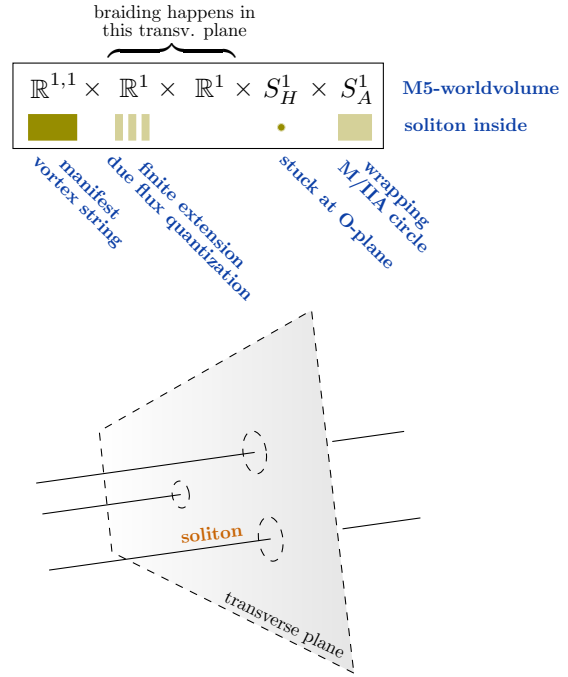 braiding happens in
this transv. plane
ℝ^{1,1} × ℝ^1 × ℝ^1 × S^1_H × S^1_A M5-worldvolume
soliton inside
manifest
vortex string
finite extension
due flux quantization
stuck at O-plane
wrapping
M/IIA circle
soliton
transverse plane